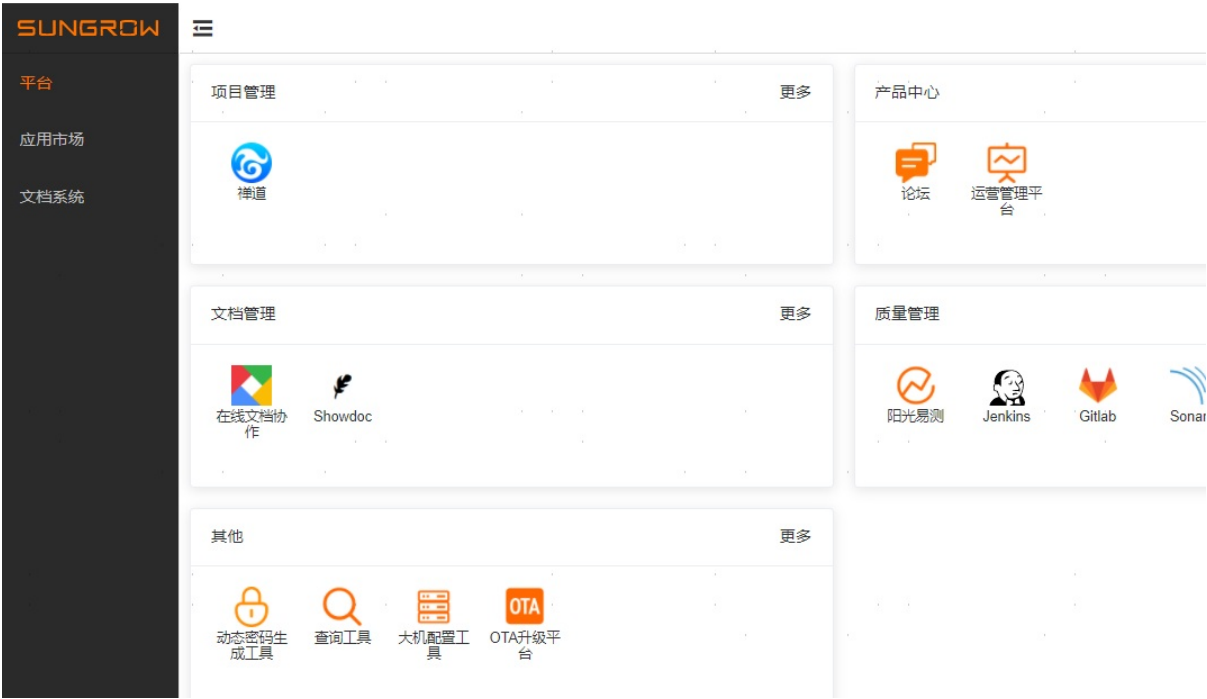 SUNGROW
平台
应用市场
文档系统
项目管理 更多
禅道
产品中心
论坛
运营管理平
台
文档管理 更多
在线文档协
作
Showdoc
质量管理
阳光易测
Jenkins
Gitlab
Sonar
其他 更多
动态密码生
成工具
查询工具
大机配置工
具
OTA
OTA升级平
台